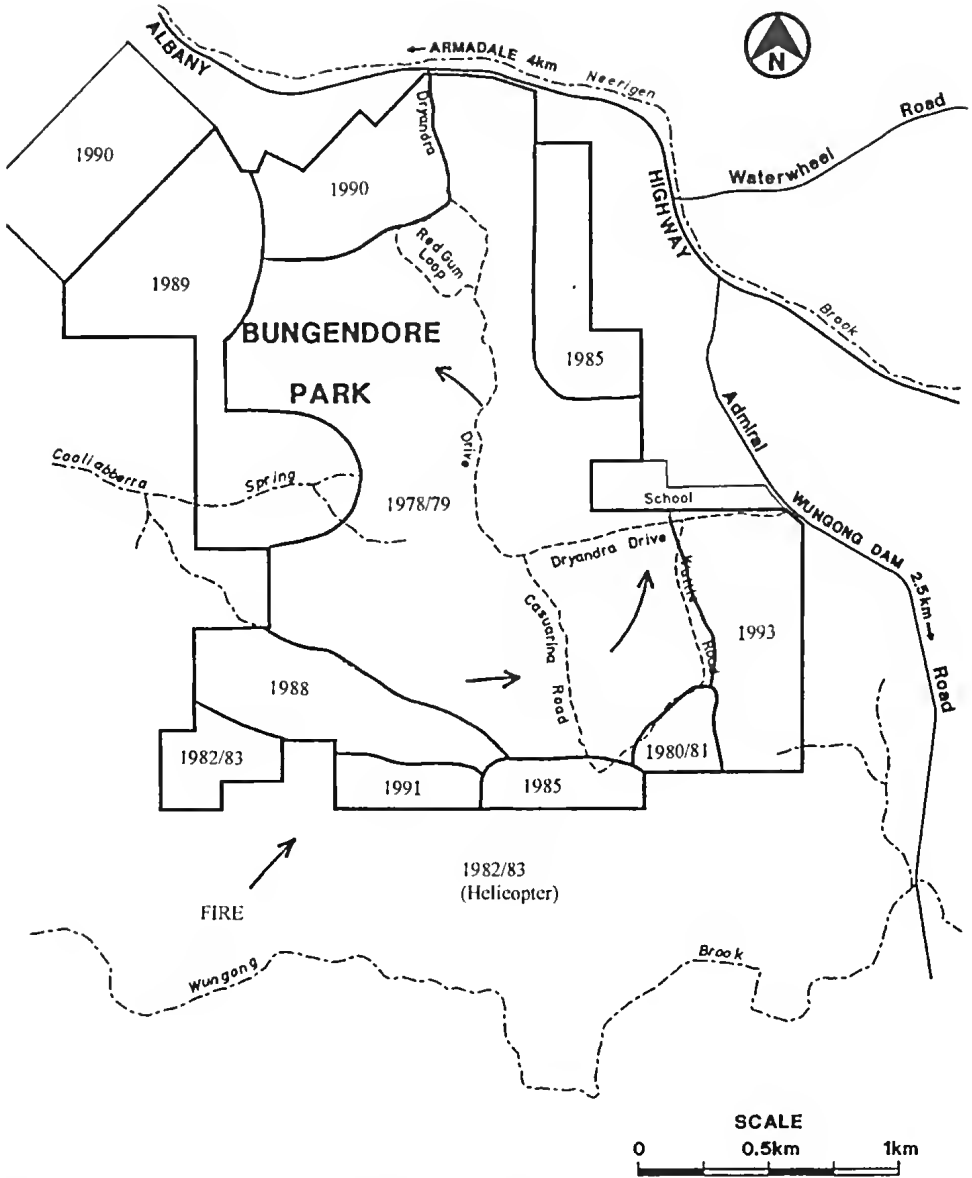 ALBANY
← ARMADALE 4km
Neerigen
N
Road
Waterwheel
HIGHWAY
Brook
Dryandra
1990
1990
Red Gum
Loop
1989
BUNGENDORE
PARK
1985
Admiral
Drive
Cooliabberra
Spring
1978/79
School
WUNGONG DAM 2.5km →
Road
Dryandra Drive
Wattle
Road
Casuarina
Road
1993
1988
1982/83
1991
1985
1980/81
1982/83
(Helicopter)
FIRE
Wungong
Brook
SCALE
0 0.5km 1km